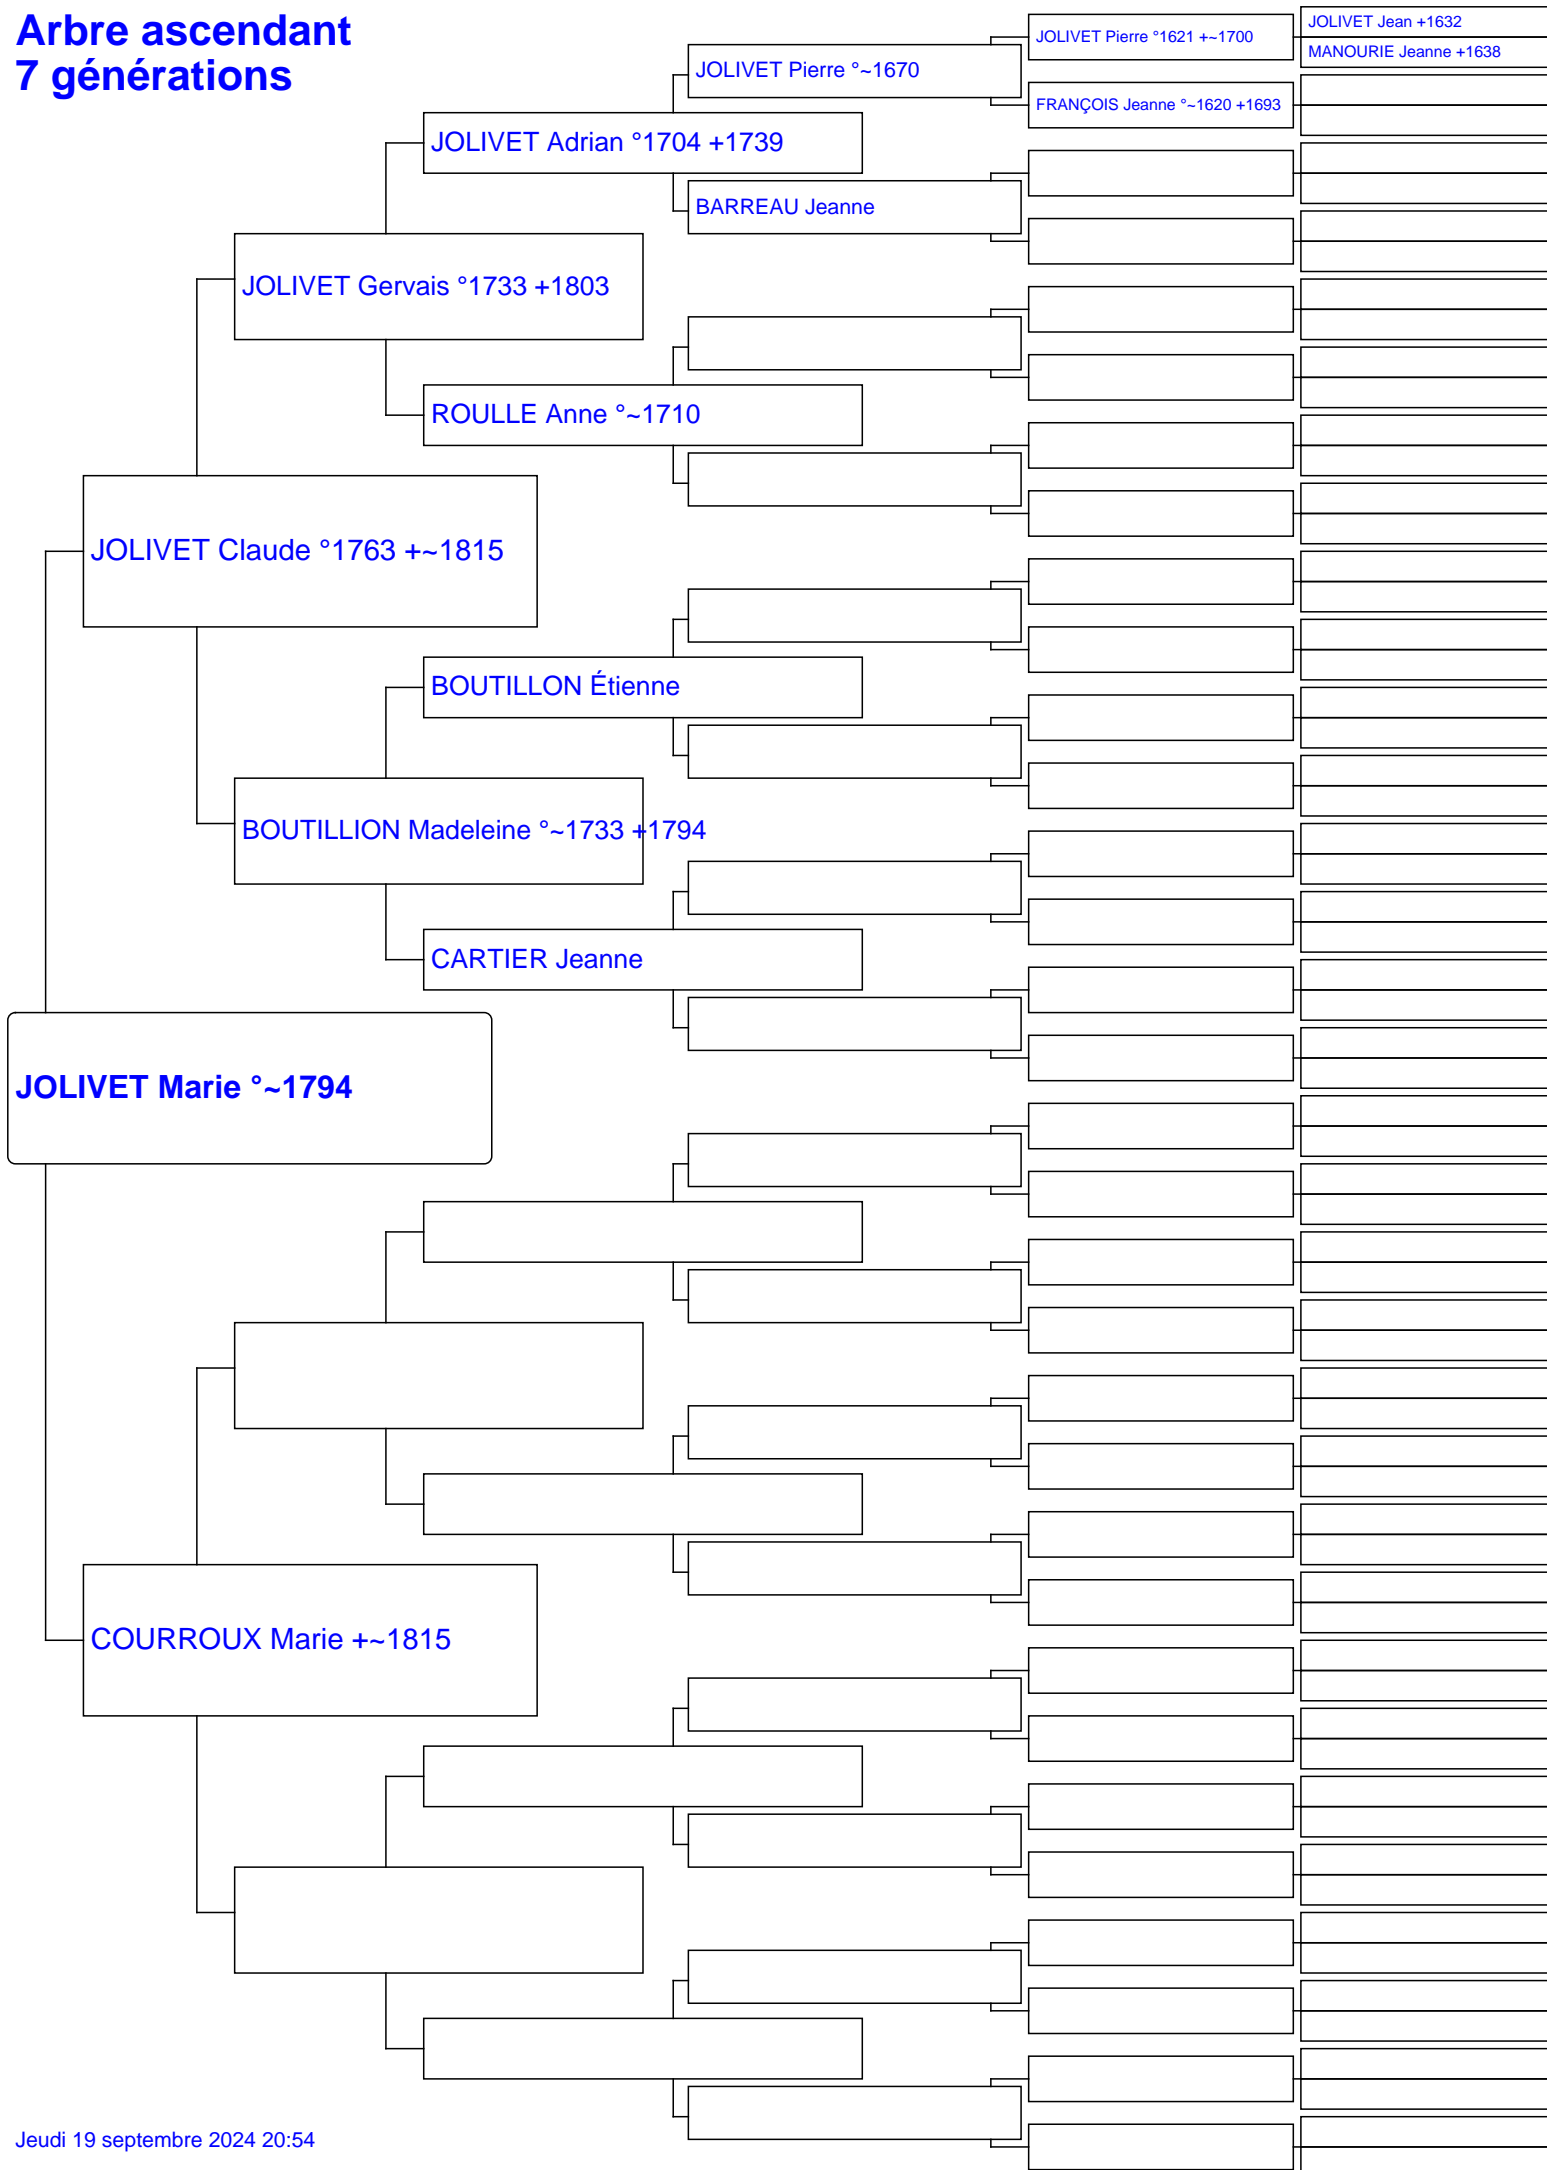 Arbre ascendant
7 générations
JOLIVET Jean +1632
JOLIVET Pierre °1621 +~1700
MANOURIE Jeanne +1638
JOLIVET Pierre °~1670
FRANÇOIS Jeanne °~1620 +1693
JOLIVET Adrian °1704 +1739
BARREAU Jeanne
JOLIVET Gervais °1733 +1803
ROULLE Anne °~1710
JOLIVET Claude °1763 +~1815
BOUTILLON Étienne
BOUTILLION Madeleine °~1733 +1794
CARTIER Jeanne
JOLIVET Marie °~1794
COURROUX Marie +~1815
Jeudi 19 septembre 2024 20:54